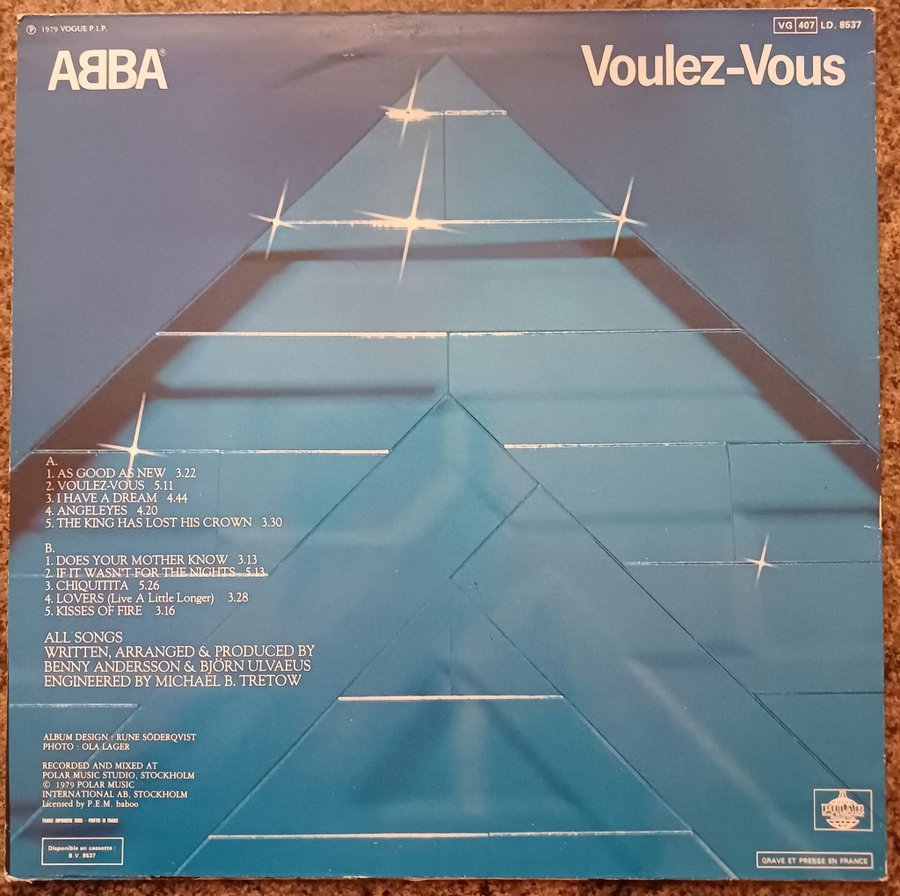 ℗ 1979 VOGUE P.I.P.
VG 407 LD. 8537
ABBA®
Voulez-Vous
A.
1. AS GOOD AS NEW 3.22
2. VOULEZ-VOUS 5.11
3. I HAVE A DREAM 4.44
4. ANGELEYES 4.20
5. THE KING HAS LOST HIS CROWN 3.30
B.
1. DOES YOUR MOTHER KNOW 3.13
2. IF IT WASN'T FOR THE NIGHTS 5.13
3. CHIQUITITA 5.26
4. LOVERS (Live A Little Longer) 3.28
5. KISSES OF FIRE 3.16
ALL SONGS
WRITTEN, ARRANGED & PRODUCED BY
BENNY ANDERSSON & BJÖRN ULVAEUS
ENGINEERED BY MICHAEL B. TRETOW
ALBUM DESIGN : RUNE SÖDERQVIST
PHOTO : OLA LAGER
RECORDED AND MIXED AT
POLAR MUSIC STUDIO, STOCKHOLM
© 1979 POLAR MUSIC
INTERNATIONAL AB, STOCKHOLM
Licensed by P.E.M. baboo
PRINTED IN FRANCE
Disponible en cassette :
B.V. 8537
POLAR
GRAVE ET PRESSE EN FRANCE